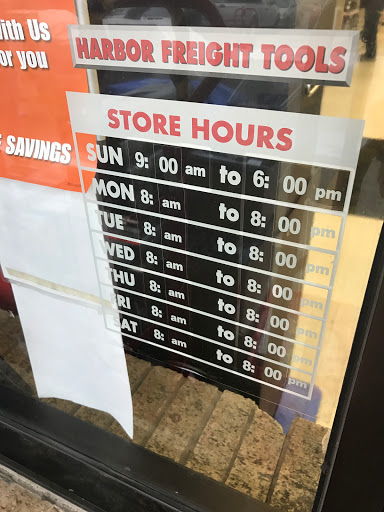 ith Us
or you
SAVINGS
HARBOR FREIGHT TOOLS
STORE HOURS
SUN 9: 00 am to 6: 00 pm
MON 8: am to 8: 00 pm
TUE 8: am to 8: 00 pm
WED 8: am to 8: 00 pm
THU 8: am to 8: 00 pm
FRI 8: am to 8: 00 pm
SAT 8: am to 8: 00 pm